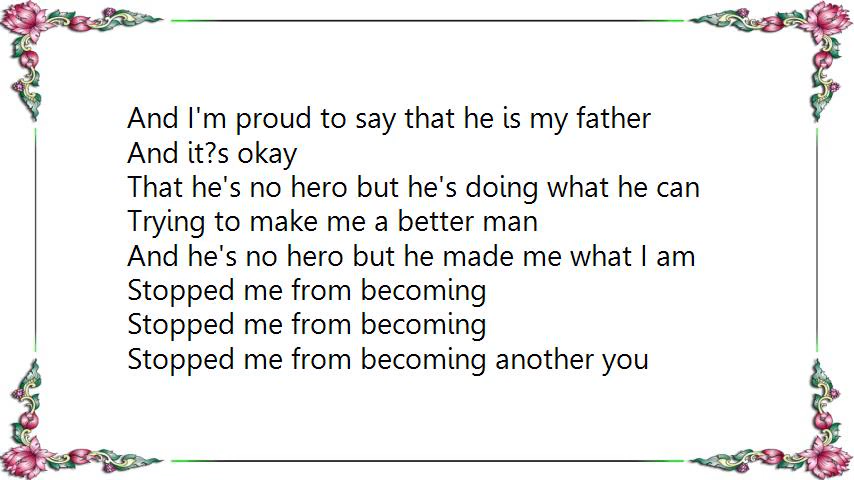 And I'm proud to say that he is my father
And it?s okay
That he's no hero but he's doing what he can
Trying to make me a better man
And he's no hero but he made me what I am
Stopped me from becoming
Stopped me from becoming
Stopped me from becoming another you